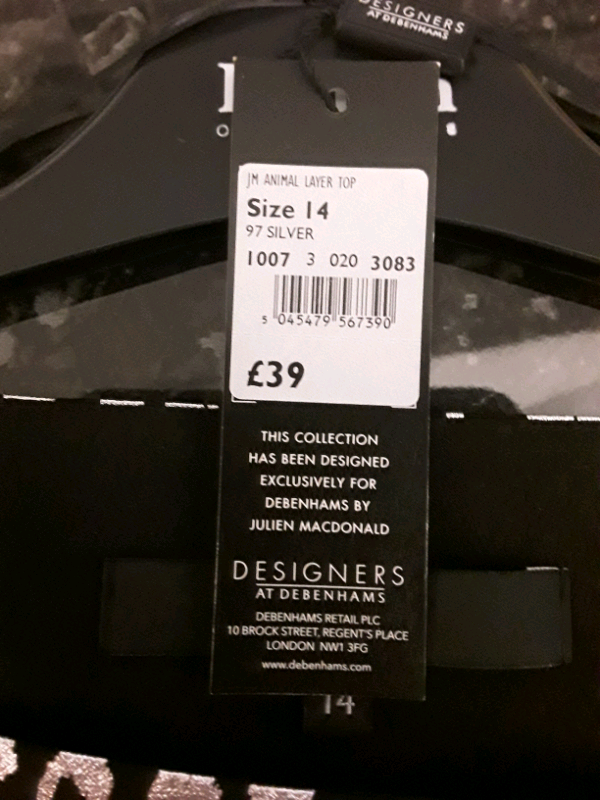 DESIGNERS
AT DEBENHAMS
JM ANIMAL LAYER TOP
Size 14
97 SILVER
1007 3 020 3083
5 045479 567390
£39
THIS COLLECTION
HAS BEEN DESIGNED
EXCLUSIVELY FOR
DEBENHAMS BY
JULIEN MACDONALD
DESIGNERS
AT DEBENHAMS
DEBENHAMS RETAIL PLC
10 BROCK STREET, REGENT'S PLACE
LONDON NW1 3FG
www.debenhams.com
14